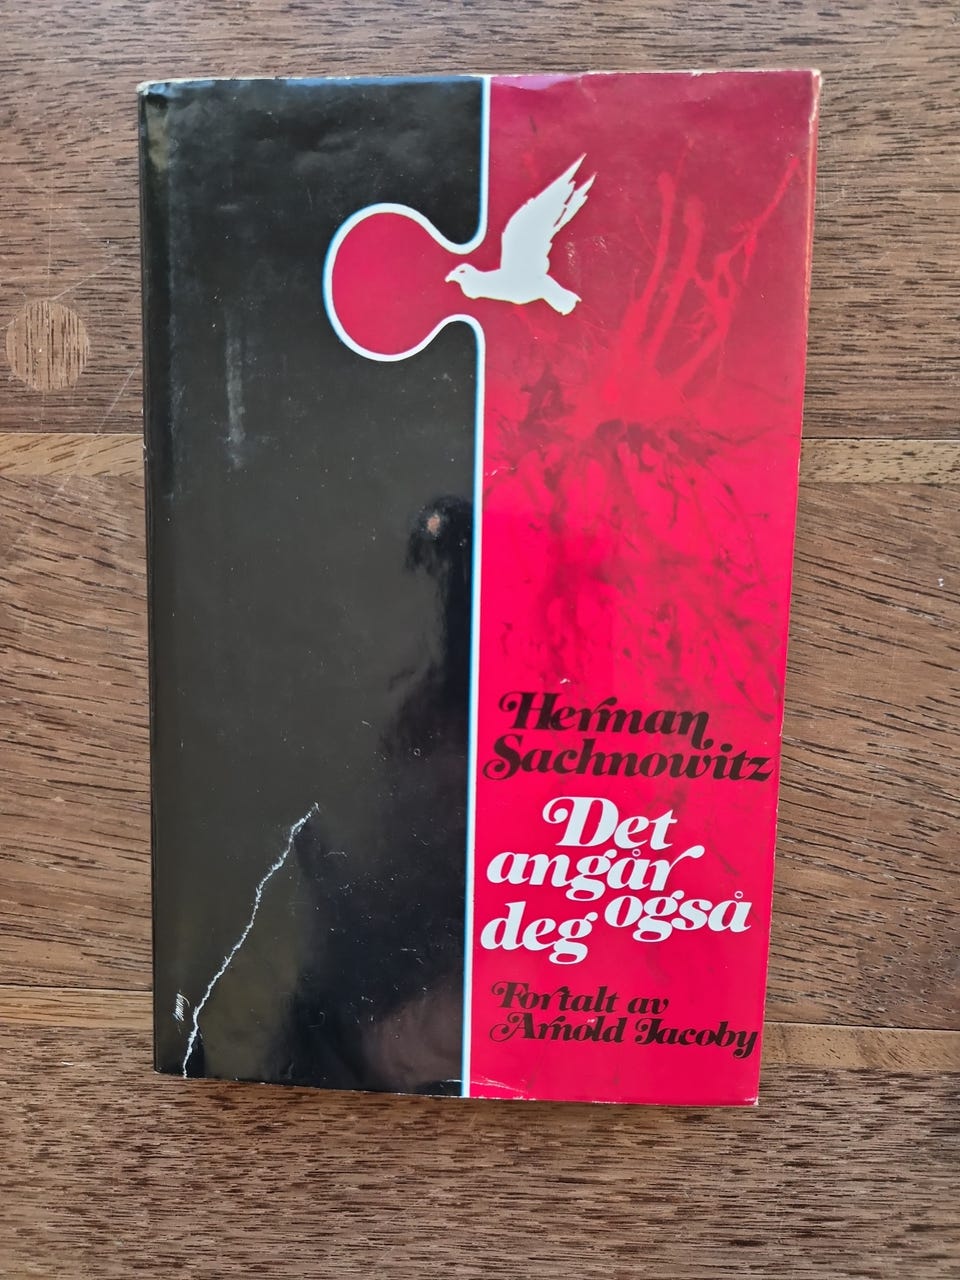 Herman
Sachnowitz
Det
angår
også
deg
Fortalt av
Arnold Jacoby